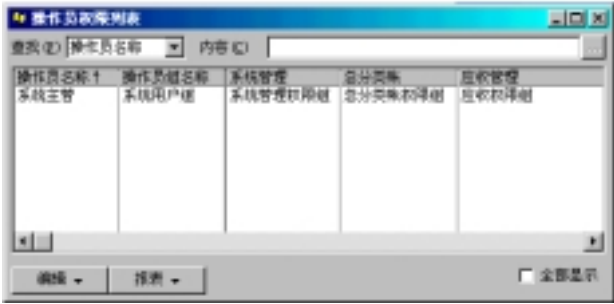 操作员权限列表
查找(Z) 操作员名称 内容(C)
操作员名称↑ 操作员组名称 系统管理 总分类账 应收管理
系统主管 系统用户组 系统管理权限组 总分类账权限组 应收权限组
编辑 报表 全部显示